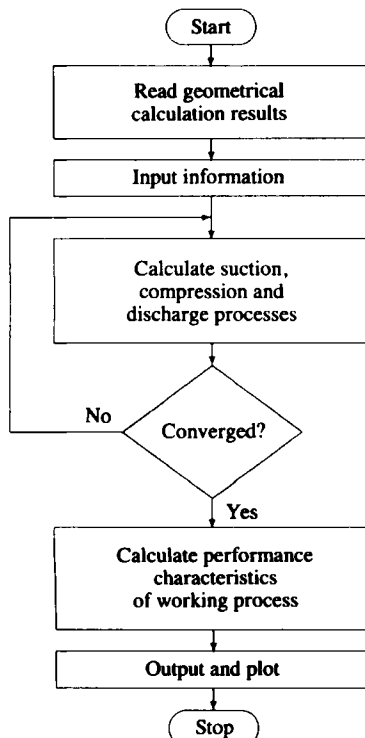 Start
Read geometrical
calculation results
Input information
Calculate suction,
compression and
discharge processes
No
Converged?
Yes
Calculate performance
characteristics
of working process
Output and plot
Stop